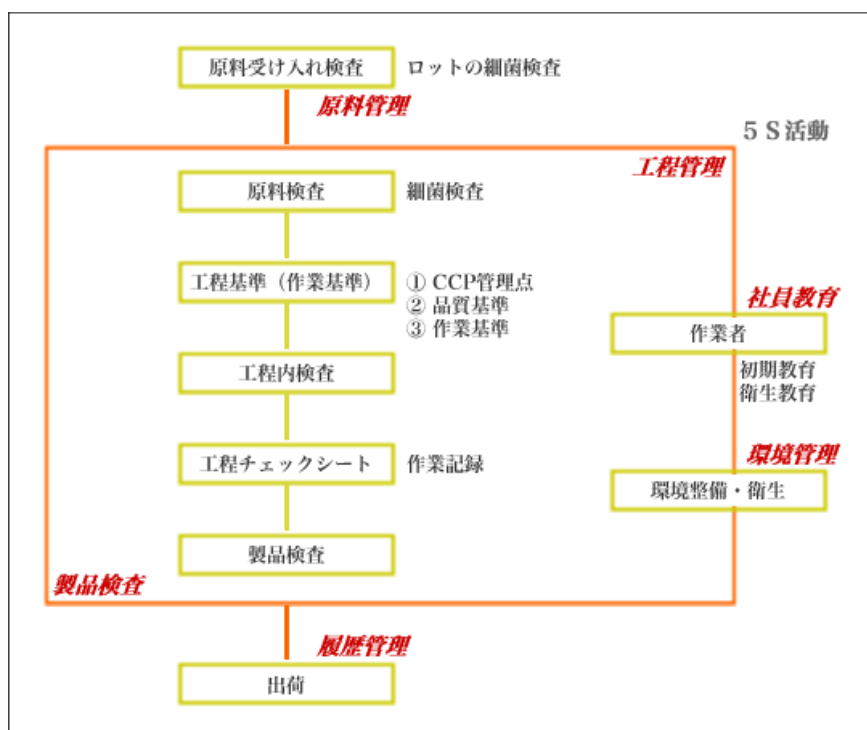 原料受け入れ検査 ロットの細菌検査
原料管理
5S活動
工程管理
原料検査 細菌検査
工程基準（作業基準） ① CCP管理点
② 品質基準
③ 作業基準
社員教育
作業者
初期教育
衛生教育
工程内検査
工程チェックシート 作業記録
環境管理
環境整備・衛生
製品検査
製品検査
履歴管理
出荷